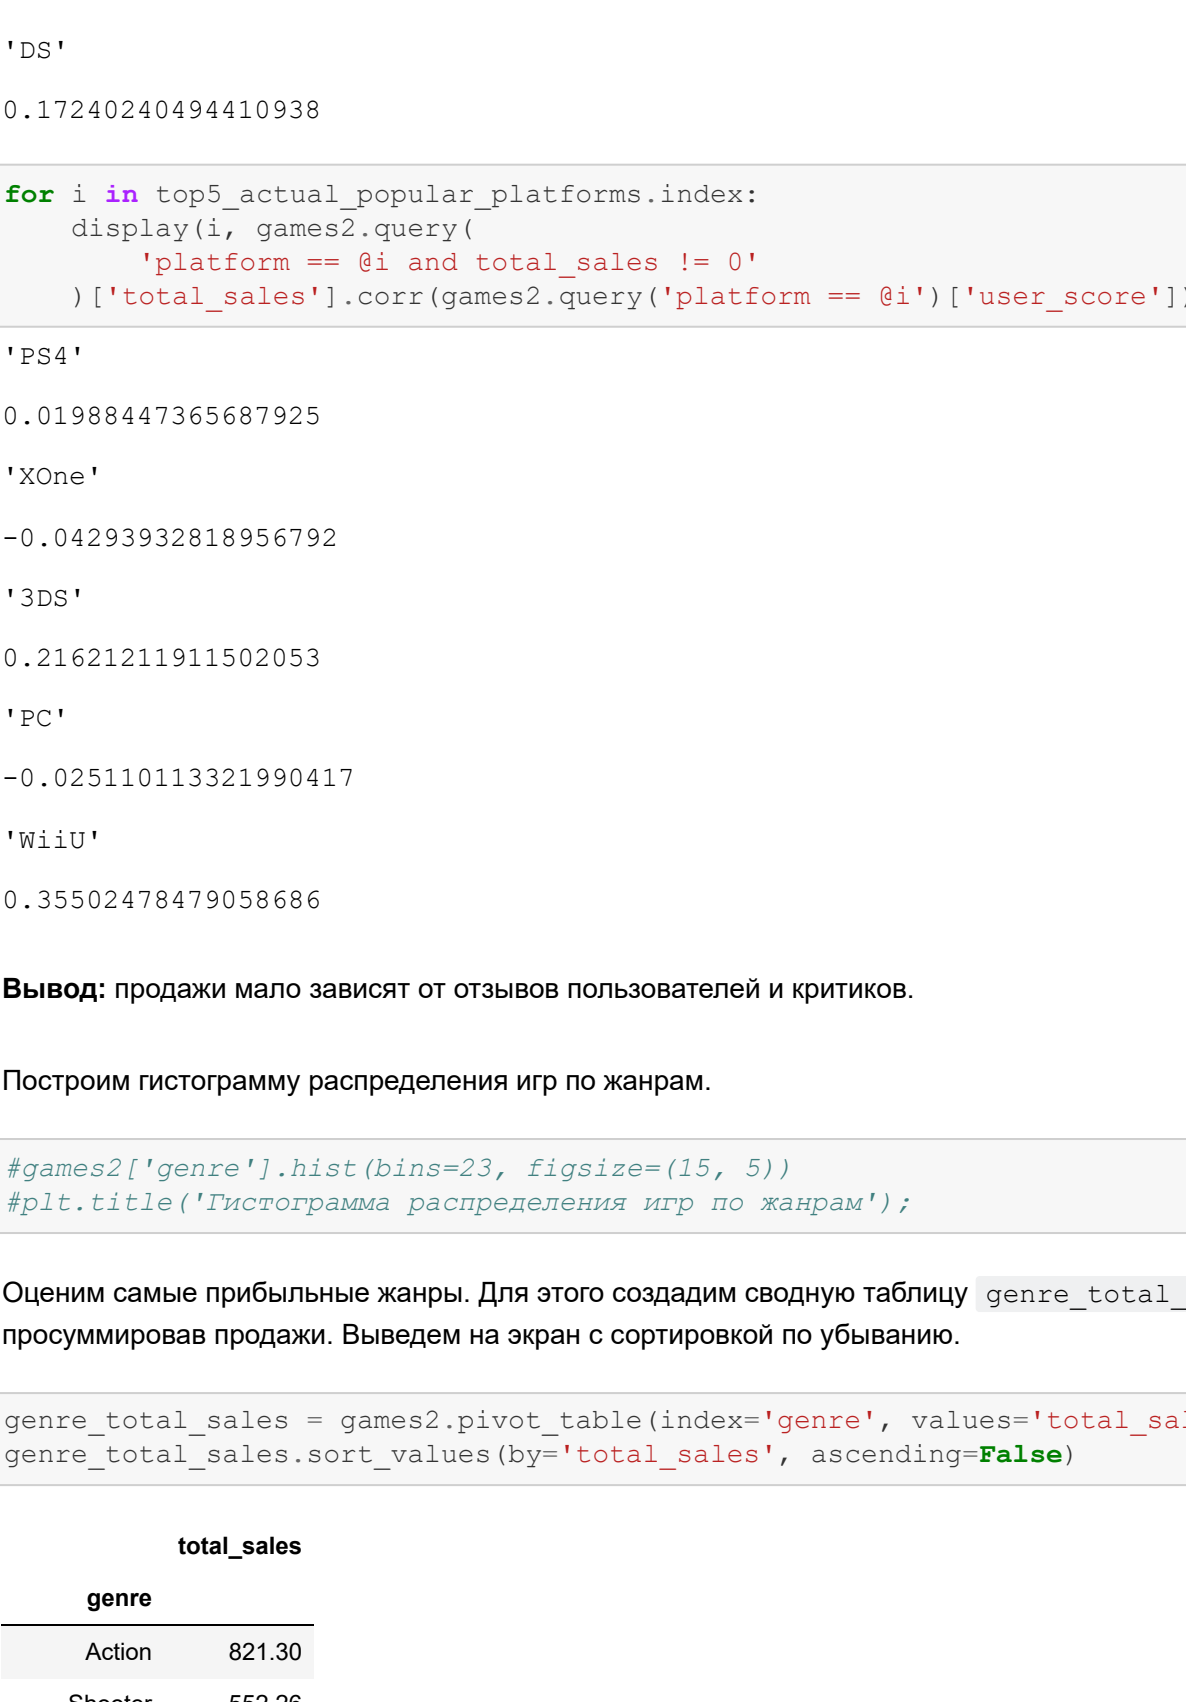 'DS'
0.17240240494410938
for i in top5_actual_popular_platforms.index:
    display(i, games2.query(
        'platform == @i and total_sales != 0'
    )['total_sales'].corr(games2.query('platform == @i')['user_score'])
'PS4'
0.01988447365687925
'XOne'
-0.04293932818956792
'3DS'
0.21621211911502053
'PC'
-0.025110113321990417
'WiiU'
0.35502478479058686
Вывод: продажи мало зависят от отзывов пользователей и критиков.
Построим гистограмму распределения игр по жанрам.
#games2['genre'].hist(bins=23, figsize=(15, 5))
#plt.title('Гистограмма распределения игр по жанрам');
Оценим самые прибыльные жанры. Для этого создадим сводную таблицу genre_total_
просуммировав продажи. Выведем на экран с сортировкой по убыванию.
genre_total_sales = games2.pivot_table(index='genre', values='total_sal
genre_total_sales.sort_values(by='total_sales', ascending=False)
total_sales
genre
Action 821.30
Shooter 552.26